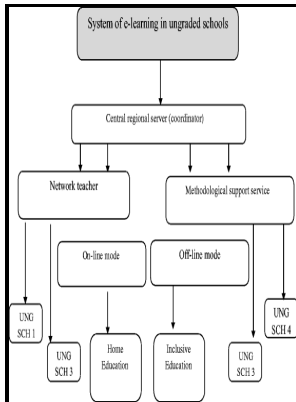 System of e-learning in ungraded schools
Central regional server (coordinator)
Network teacher
Methodological support service
On-line mode
Off-line mode
UNG
SCH 1
UNG
SCH 3
Home
Education
Inclusive
Education
UNG
SCH 3
UNG
SCH 4